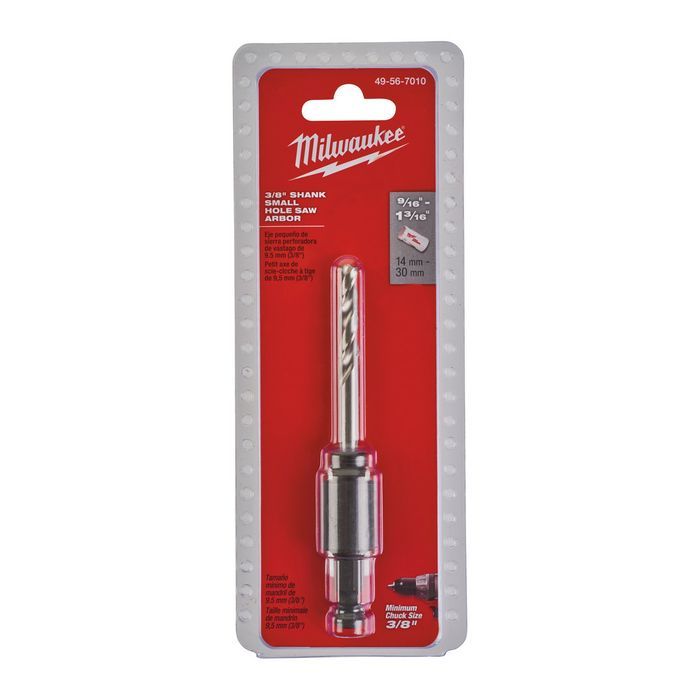 49-56-7010
Milwaukee
3/8" SHANK
SMALL
HOLE SAW
ARBOR
Eje pequeño de
sierra perforadora
de vástago de
9.5 mm (3/8")
Petit axe de
scie-cloche à tige
de 9,5 mm (3/8")
9/16" -
1 3/16"
14 mm -
30 mm
Tamaño
mínimo de
mandril de
9.5 mm (3/8")
Taille minimale
de mandrin
9,5 mm (3/8")
Minimum
Chuck Size
3/8"